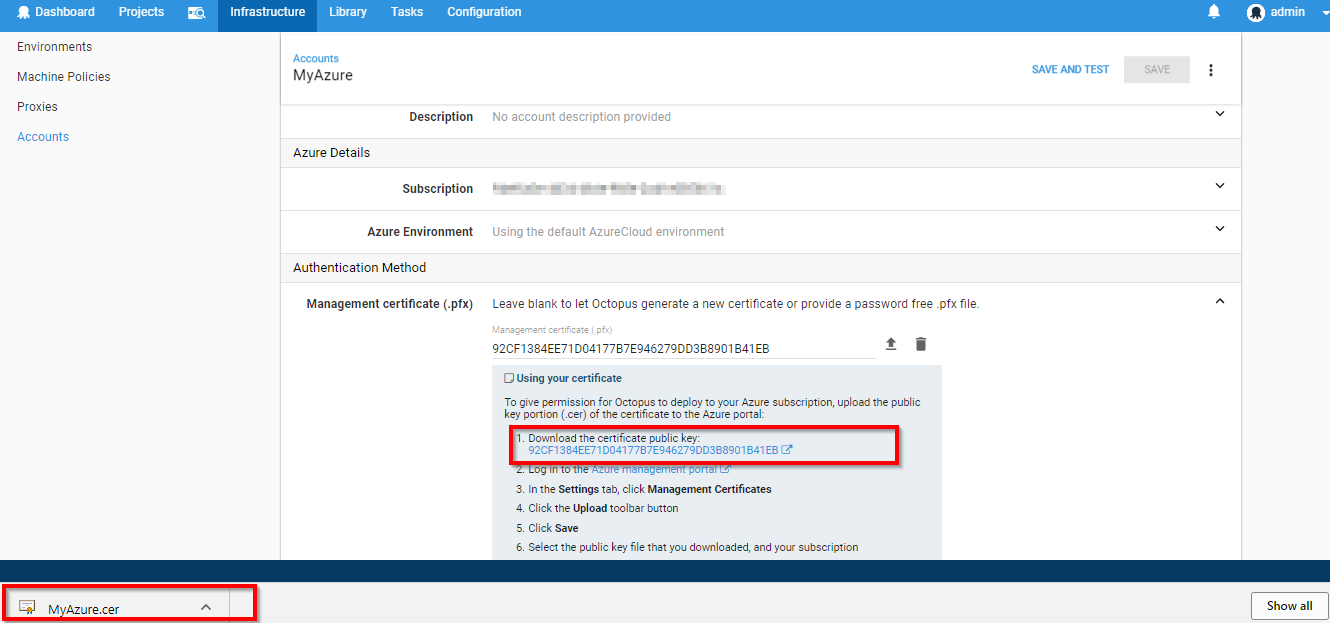 Dashboard Projects Infrastructure Library Tasks Configuration admin
Environments
Machine Policies
Proxies
Accounts
Accounts
MyAzure
SAVE AND TEST SAVE
Description No account description provided
Azure Details
Subscription
Azure Environment Using the default AzureCloud environment
Authentication Method
Management certificate (.pfx) Leave blank to let Octopus generate a new certificate or provide a password free .pfx file.
Management certificate (.pfx)
92CF1384EE71D04177B7E946279DD3B8901B41EB
Using your certificate
To give permission for Octopus to deploy to your Azure subscription, upload the public
key portion (.cer) of the certificate to the Azure portal:
1. Download the certificate public key:
92CF1384EE71D04177B7E946279DD3B8901B41EB
2. Log in to the Azure management portal
3. In the Settings tab, click Management Certificates
4. Click the Upload toolbar button
5. Click Save
6. Select the public key file that you downloaded, and your subscription
MyAzure.cer
Show all